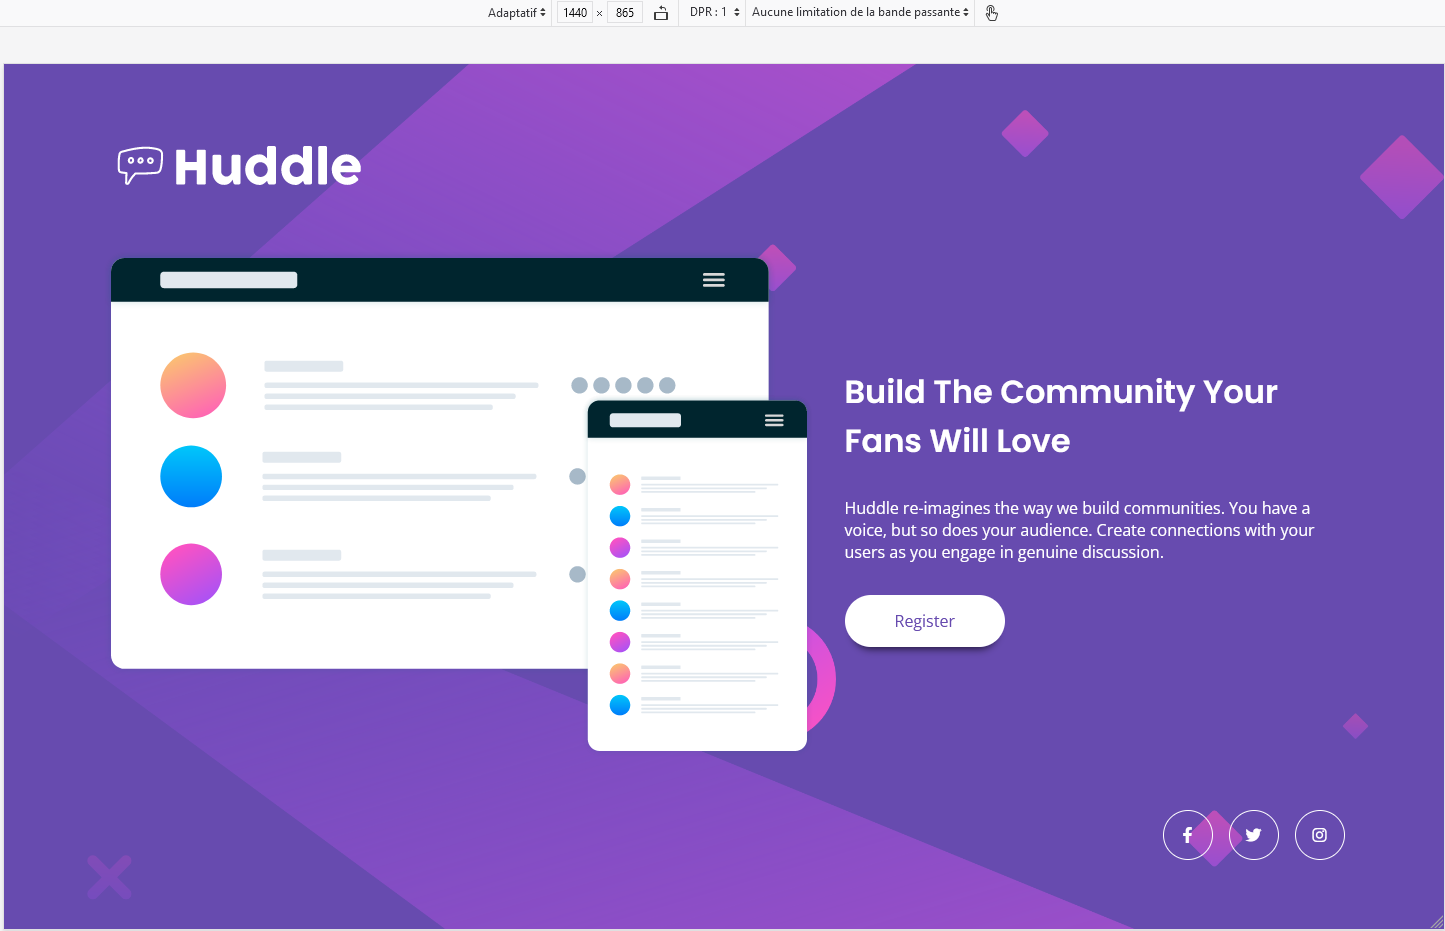 Adaptatif 1440 × 865 DPR : 1 Aucune limitation de la bande passante
Huddle
Build The Community Your
Fans Will Love
Huddle re-imagines the way we build communities. You have a
voice, but so does your audience. Create connections with your
users as you engage in genuine discussion.
Register